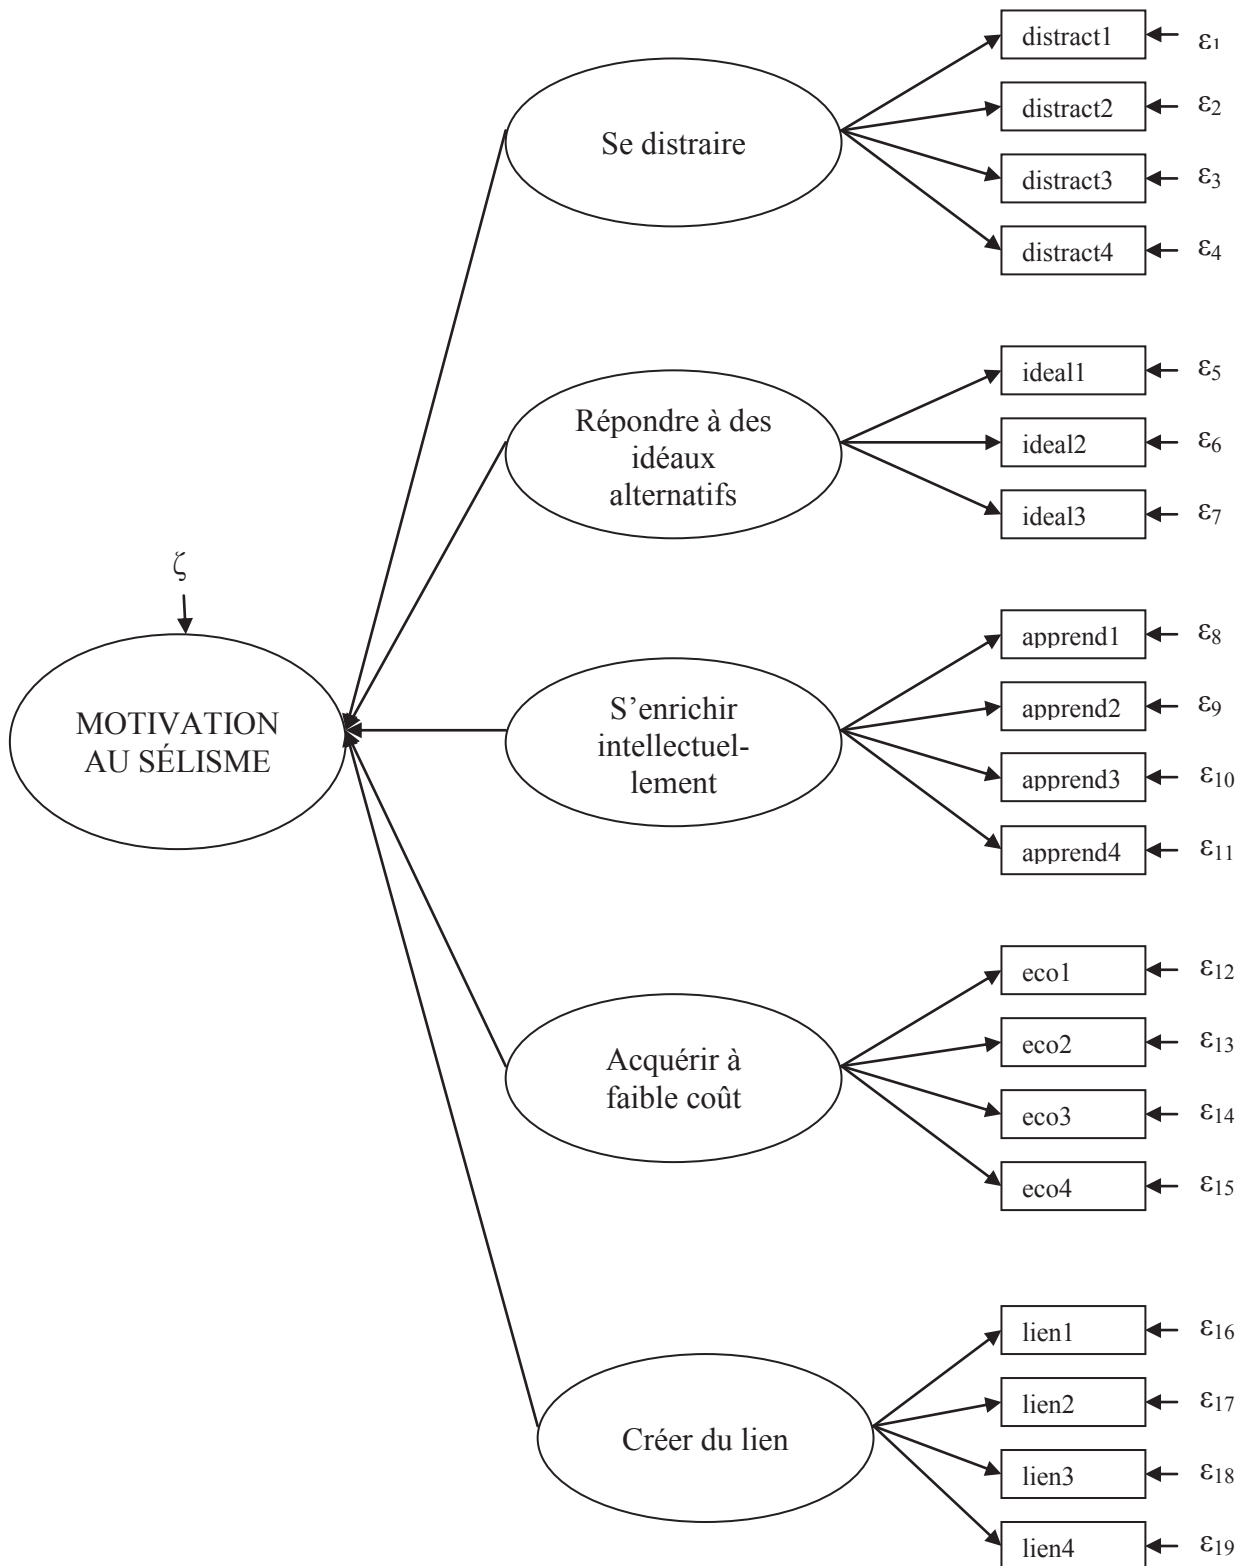 distract1 ε1
distract2 ε2
Se distraire
distract3 ε3
distract4 ε4
ideal1 ε5
Répondre à des
idéaux
alternatifs
ideal2 ε6
ideal3 ε7
ζ
MOTIVATION
AU SÉLISME
apprend1 ε8
S’enrichir
intellectuel-
lement
apprend2 ε9
apprend3 ε10
apprend4 ε11
eco1 ε12
eco2 ε13
Acquérir à
faible coût
eco3 ε14
eco4 ε15
lien1 ε16
lien2 ε17
Créer du lien
lien3 ε18
lien4 ε19